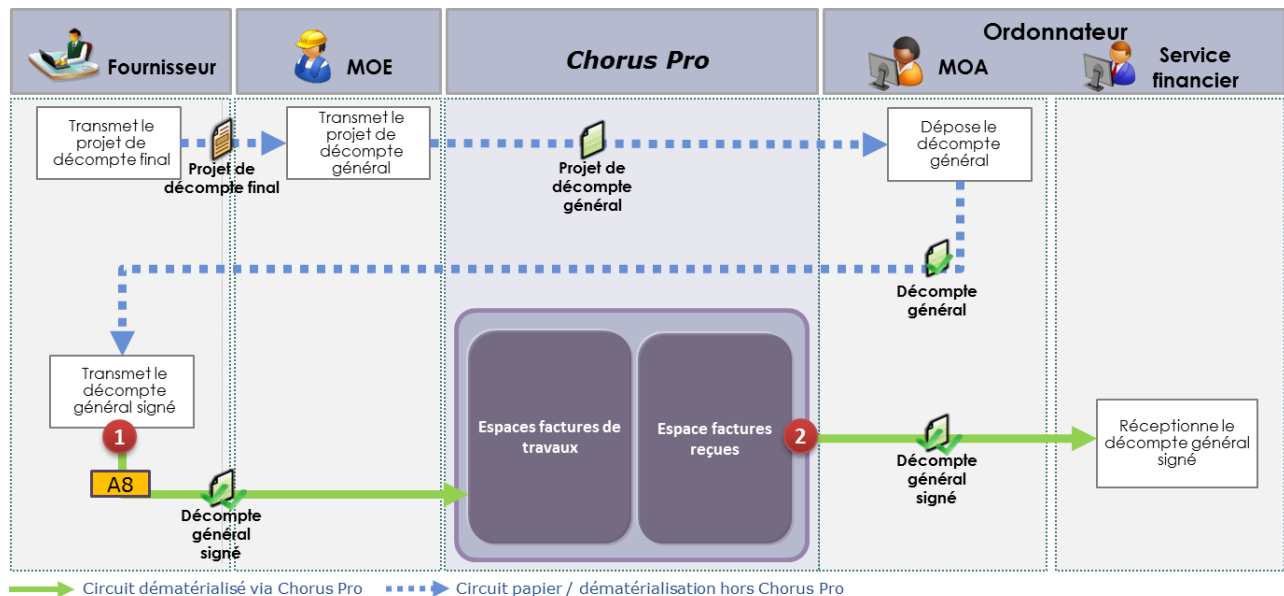 Fournisseur
MOE
Chorus Pro
Ordonnateur
MOA
Service
financier
Transmet le
projet de
décompte final
Projet de
décompte final
Transmet le
projet de
décompte
général
Projet de
décompte
général
Dépose le
décompte
général
Décompte
général
Transmet le
décompte
général signé
1
A8
Décompte
général
signé
Espaces factures de
travaux
Espace factures
reçues
2
Décompte
général
signé
Réceptionne le
décompte général
signé
Circuit dématérialisé via Chorus Pro
Circuit papier / dématérialisation hors Chorus Pro